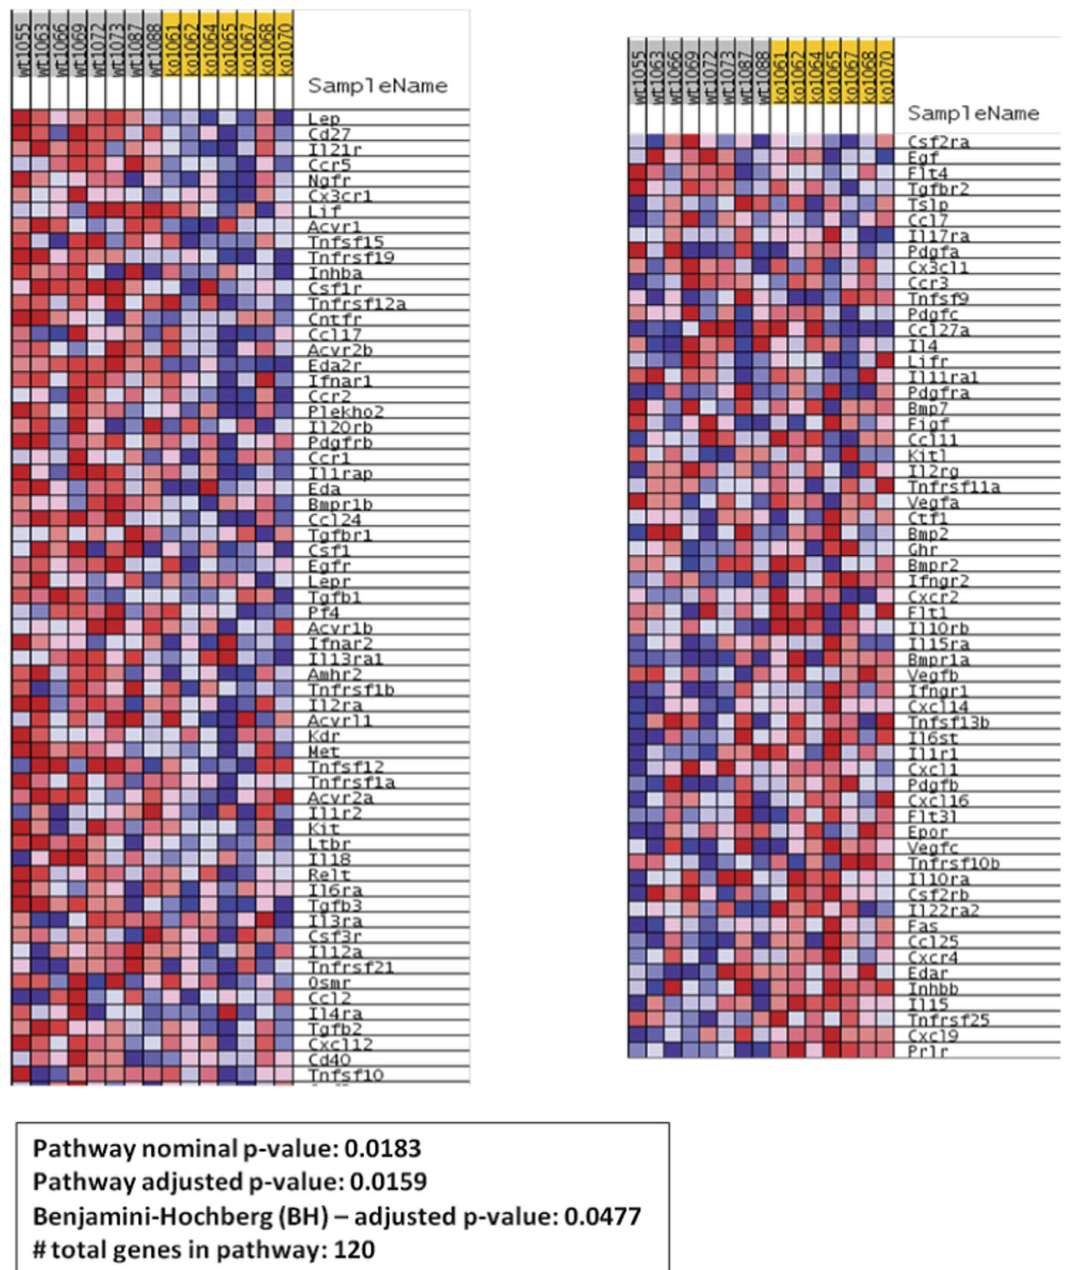 wt1055
wt1063
wt1066
wt1069
wt1072
wt1073
wt1087
wt1088
ko1061
ko1062
ko1064
ko1065
ko1067
ko1068
ko1070
SampleName
Lep
Cd27
Il21r
Ccr5
Ngfr
Cx3cr1
Lif
Acvr1
Tnfsf15
Tnfrsf19
Inhba
Csf1r
Tnfrsf12a
Cntfr
Ccl17
Acvr2b
Eda2r
Ifnar1
Ccr2
Plekho2
Il20rb
Pdgfrb
Ccr1
Il1rap
Eda
Bmpr1b
Ccl24
Tgfbr1
Csf1
Egfr
Lepr
Tgfb1
Pf4
Acvr1b
Ifnar2
Il13ra1
Amhr2
Tnfrsf1b
Il2ra
Acvrl1
Kdr
Met
Tnfsf12
Tnfrsf1a
Acvr2a
Il1r2
Kit
Ltbr
Il18
Relt
Il6ra
Tgfb3
Il3ra
Csf3r
Il12a
Tnfrsf21
Osmr
Ccl2
Il4ra
Tgfb2
Cxcl12
Cd40
Tnfsf10
wt1055
wt1063
wt1066
wt1069
wt1072
wt1073
wt1087
wt1088
ko1061
ko1062
ko1064
ko1065
ko1067
ko1068
ko1070
SampleName
Csf2ra
Egf
Flt4
Tgfbr2
Tslp
Ccl7
Il17ra
Pdgfa
Cx3cl1
Ccr3
Tnfsf9
Pdgfc
Ccl27a
Il4
Lifr
Il11ra1
Pdgfra
Bmp7
Figf
Ccl11
Kitl
Il2rg
Tnfrsf11a
Vegfa
Ctf1
Bmp2
Ghr
Bmpr2
Ifngr2
Cxcr2
Flt1
Il10rb
Il15ra
Bmpr1a
Vegfb
Ifngr1
Cxcl14
Tnfsf13b
Il6st
Il1r1
Cxcl1
Pdgfb
Cxcl16
Flt3l
Epor
Vegfc
Tnfrsf10b
Il10ra
Csf2rb
Il22ra2
Fas
Ccl25
Cxcr4
Edar
Inhbb
Il15
Tnfrsf25
Cxcl9
Prlr
Pathway nominal p-value: 0.0183
Pathway adjusted p-value: 0.0159
Benjamini-Hochberg (BH) – adjusted p-value: 0.0477
# total genes in pathway: 120